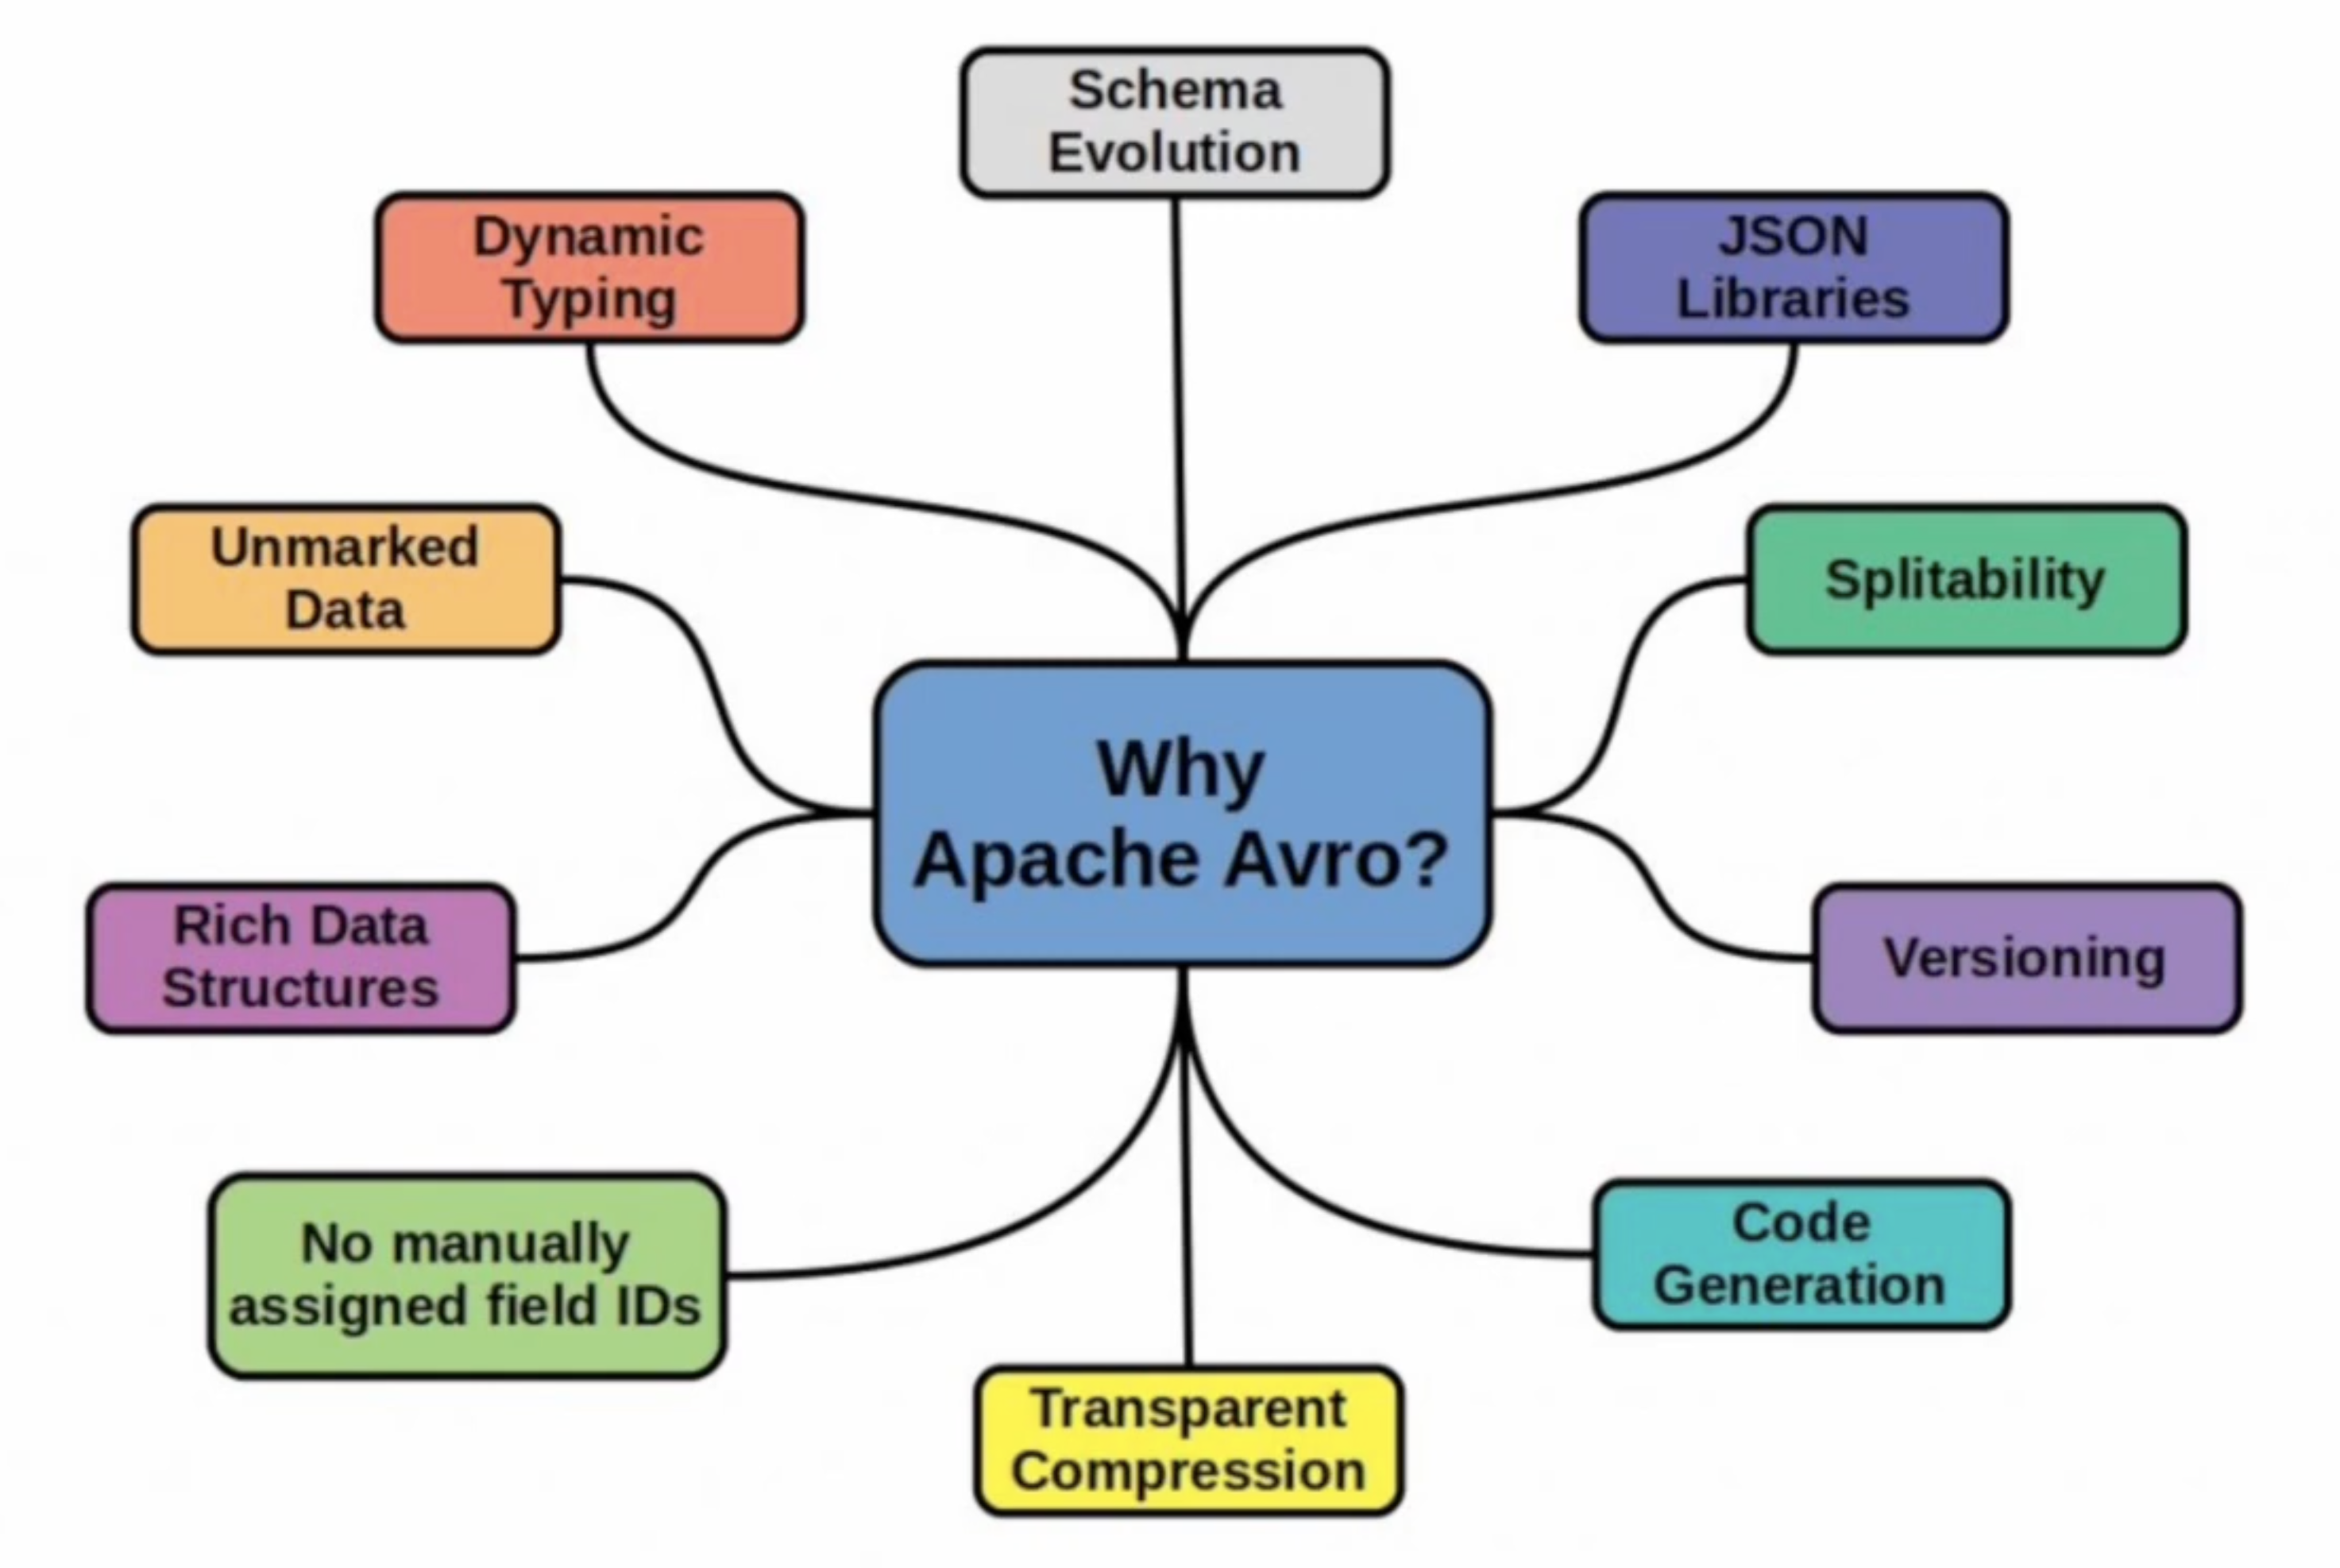 Schema
Evolution
Dynamic
Typing
JSON
Libraries
Unmarked
Data
Splitability
Why
Apache Avro?
Rich Data
Structures
Versioning
No manually
assigned field IDs
Code
Generation
Transparent
Compression